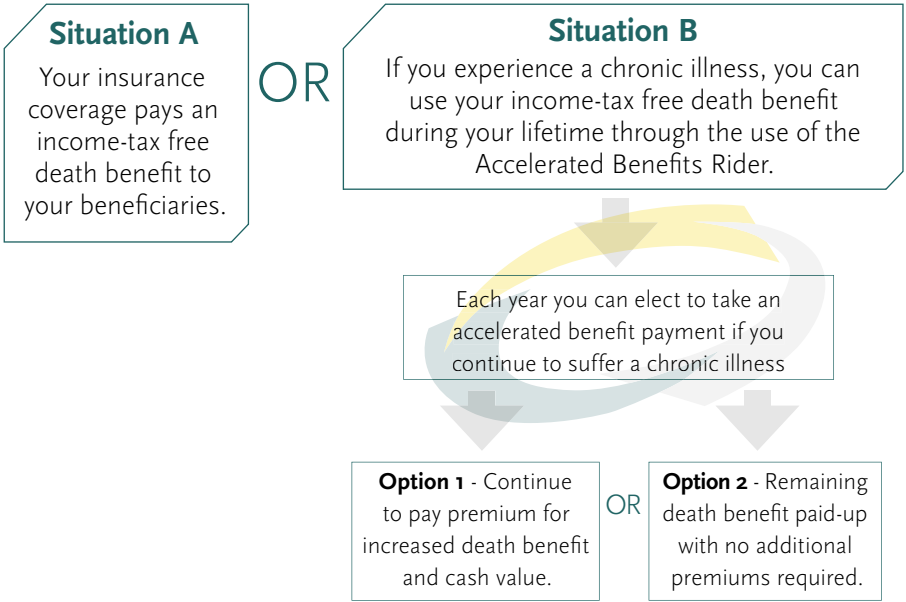 Situation A
Your insurance
coverage pays an
income-tax free
death benefit to
your beneficiaries.
OR
Situation B
If you experience a chronic illness, you can
use your income-tax free death benefit
during your lifetime through the use of the
Accelerated Benefits Rider.
Each year you can elect to take an
accelerated benefit payment if you
continue to suffer a chronic illness
Option 1 - Continue
to pay premium for
increased death benefit
and cash value.
OR
Option 2 - Remaining
death benefit paid-up
with no additional
premiums required.